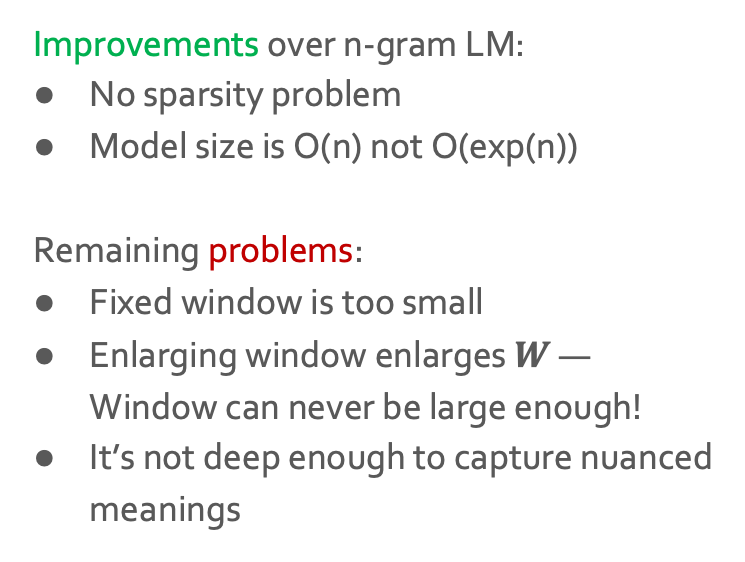 Improvements over n-gram LM:
● No sparsity problem
● Model size is O(n) not O(exp(n))
Remaining problems:
● Fixed window is too small
● Enlarging window enlarges W —
Window can never be large enough!
● It’s not deep enough to capture nuanced
meanings